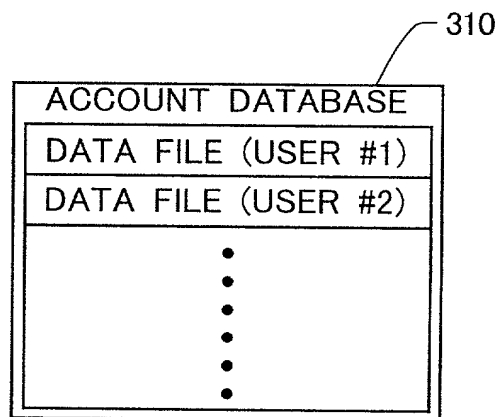 310
ACCOUNT DATABASE
DATA FILE (USER #1)
DATA FILE (USER #2)